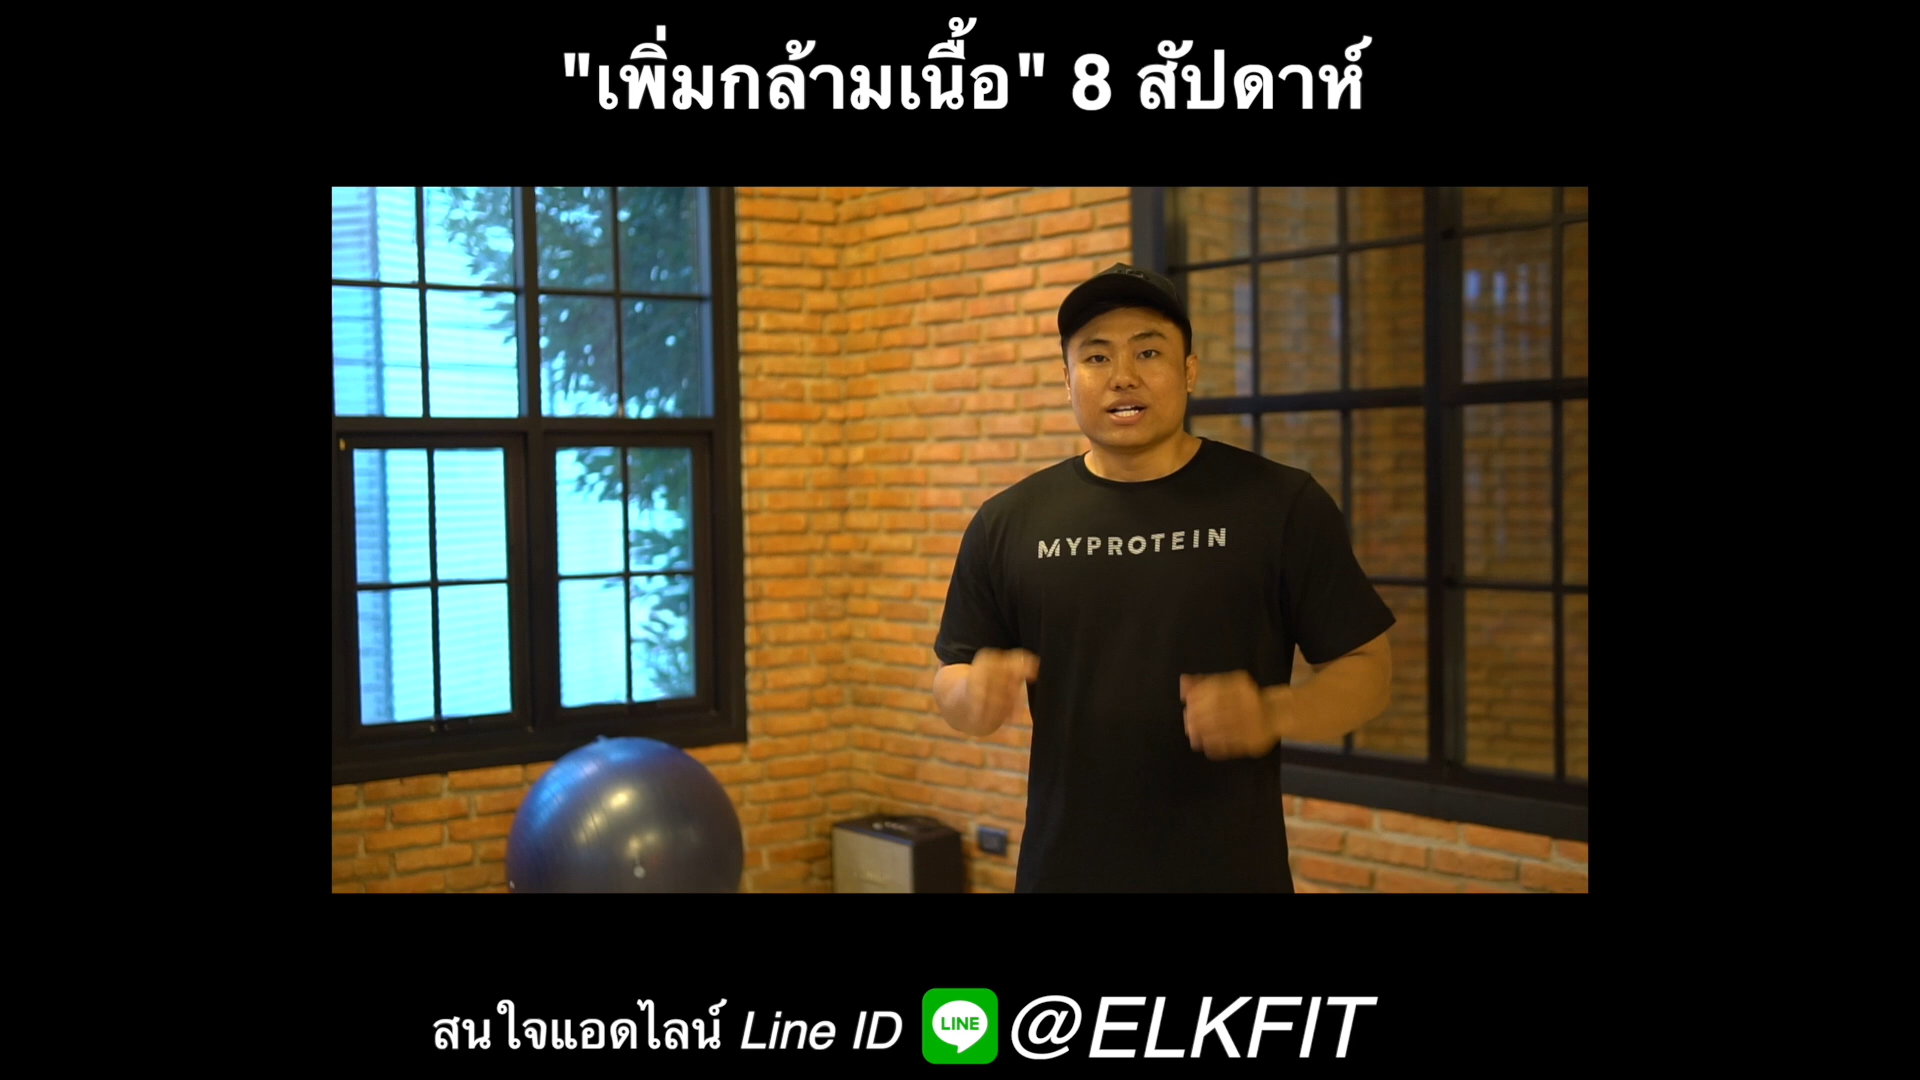 "เพิ่มกล้ามเนื้อ" 8 สัปดาห์
MYPROTEIN
สนใจแอดไลน์ Line ID LINE @ELKFIT